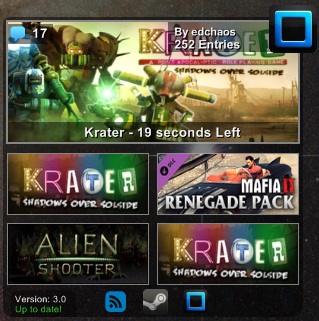 17
By edchaos
252 Entries
KRATER
A POST APOCALYPTIC ROLE PLAYING GAME
SHADOWS OVER SOLSIDE
Krater - 19 seconds Left
KRATER
SHADOWS OVER SOLSIDE
DLC
MAFIA II
RENEGADE PACK
ALIEN
SHOOTER
KRATER
SHADOWS OVER SOLSIDE
Version: 3.0
Up to date!